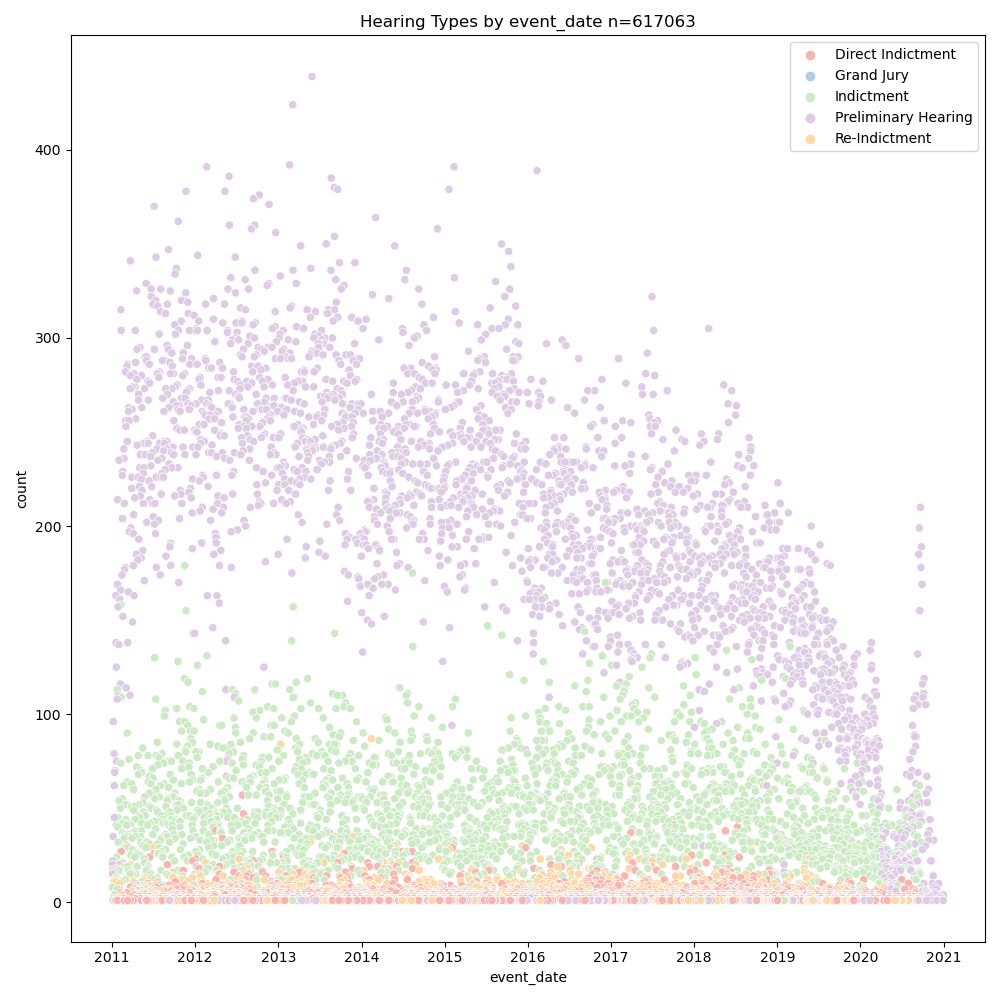 Hearing Types by event_date n=617063
Direct Indictment
Grand Jury
Indictment
Preliminary Hearing
Re-Indictment
400
300
200
100
0
count
2011 2012 2013 2014 2015 2016 2017 2018 2019 2020 2021
event_date